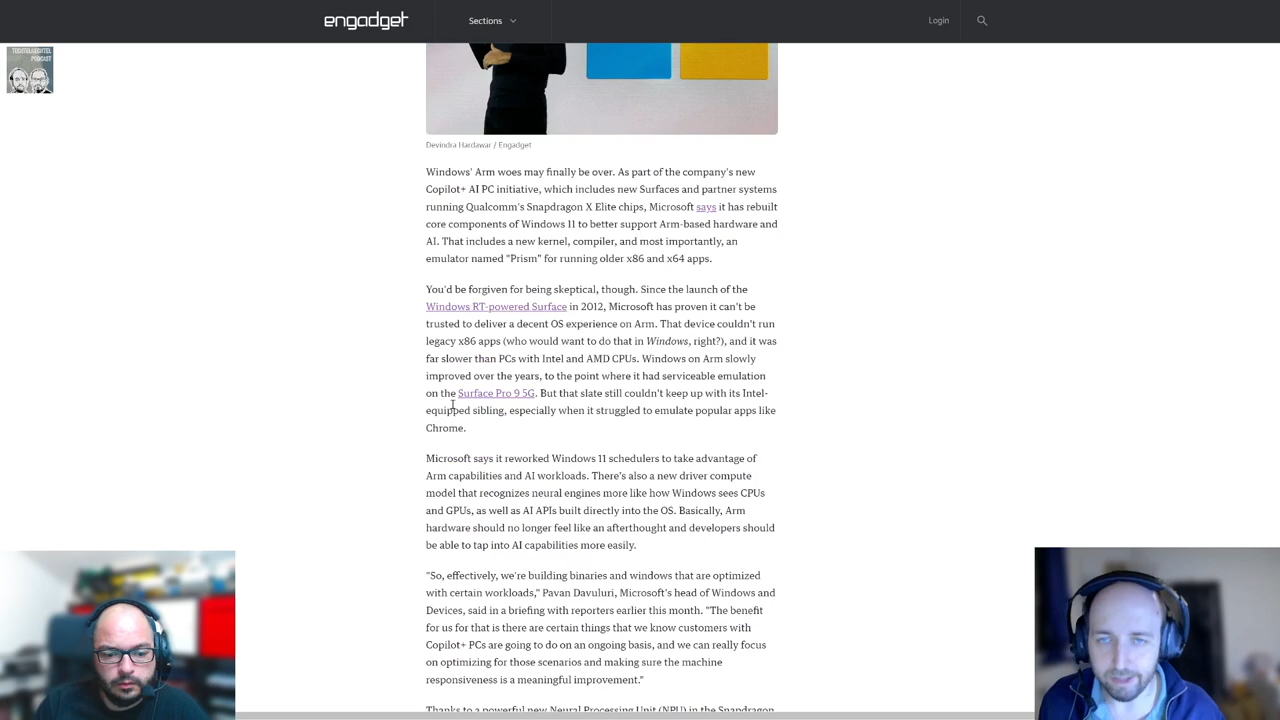 engadget
Sections
Login
PODCAST
Devindra Hardawar / Engadget
Windows' Arm woes may finally be over. As part of the company's new
Copilot+ AI PC initiative, which includes new Surfaces and partner systems
running Qualcomm's Snapdragon X Elite chips, Microsoft says it has rebuilt
core components of Windows 11 to better support Arm-based hardware and
AI. That includes a new kernel, compiler, and most importantly, an
emulator named "Prism" for running older x86 and x64 apps.
You'd be forgiven for being skeptical, though. Since the launch of the
Windows RT-powered Surface in 2012, Microsoft has proven it can't be
trusted to deliver a decent OS experience on Arm. That device couldn't run
legacy x86 apps (who would want to do that in Windows, right?), and it was
far slower than PCs with Intel and AMD CPUs. Windows on Arm slowly
improved over the years, to the point where it had serviceable emulation
on the Surface Pro 9 5G. But that slate still couldn't keep up with its Intel-
equipped sibling, especially when it struggled to emulate popular apps like
Chrome.
Microsoft says it reworked Windows 11 schedulers to take advantage of
Arm capabilities and AI workloads. There's also a new driver compute
model that recognizes neural engines more like how Windows sees CPUs
and GPUs, as well as AI APIs built directly into the OS. Basically, Arm
hardware should no longer feel like an afterthought and developers should
be able to tap into AI capabilities more easily.
"So, effectively, we're building binaries and windows that are optimized
with certain workloads," Pavan Davuluri, Microsoft's head of Windows and
Devices, said in a briefing with reporters earlier this month. "The benefit
for us for that is there are certain things that we know customers with
Copilot+ PCs are going to do on an ongoing basis, and we can really focus
on optimizing for those scenarios and making sure the machine
responsiveness is a meaningful improvement."
Thanks to a powerful new Neural Processing Unit (NPU) in the Snapdragon